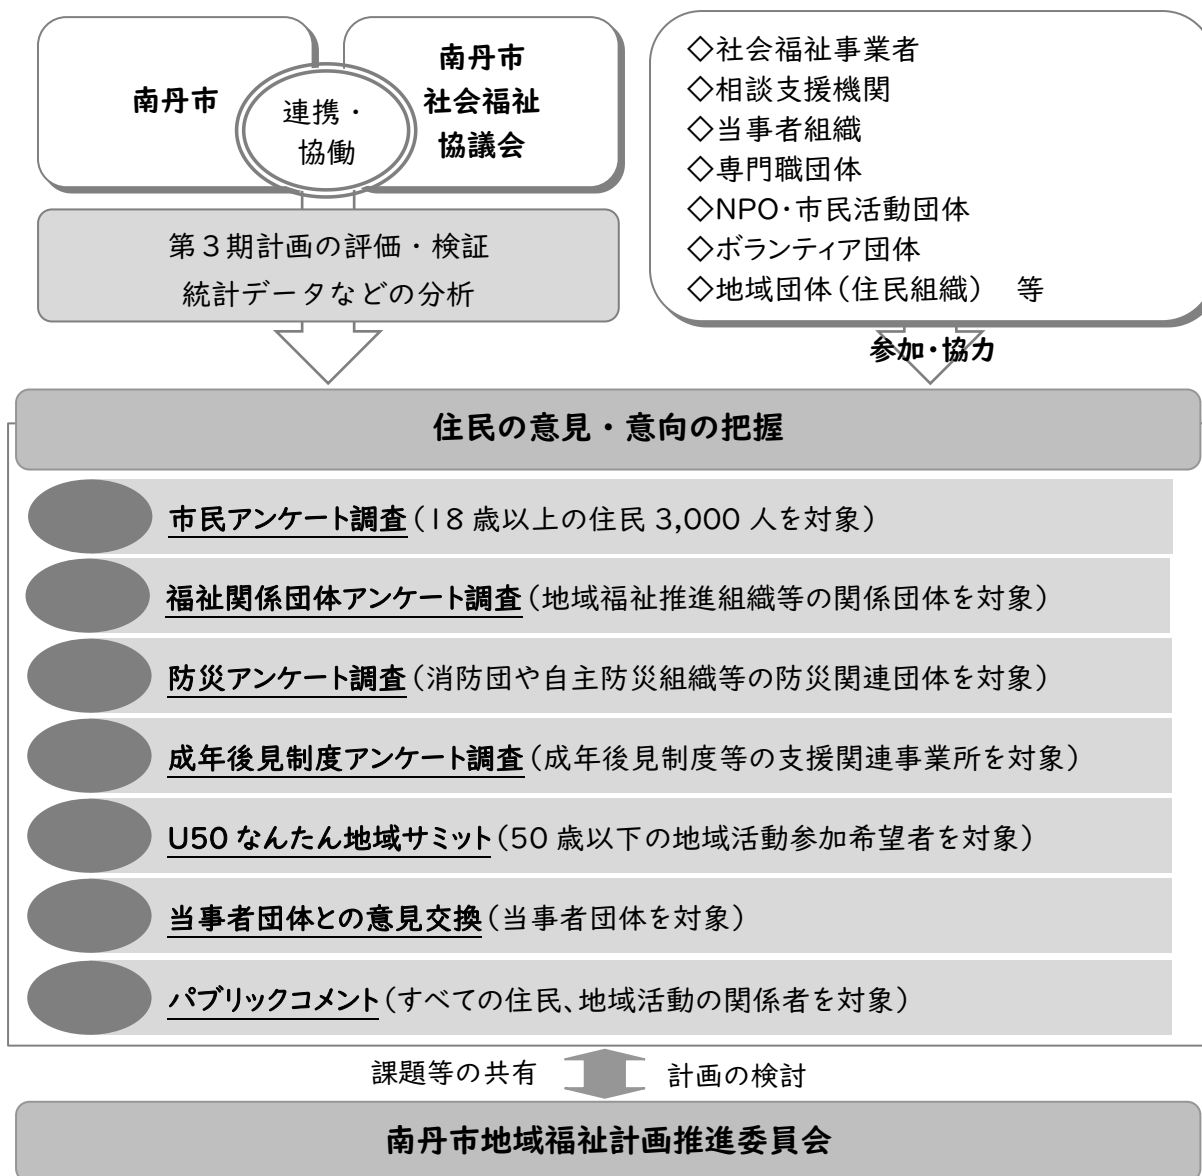 南丹市
連携・
協働
南丹市
社会福祉
協議会
第３期計画の評価・検証
統計データなどの分析
◇社会福祉事業者
◇相談支援機関
◇当事者組織
◇専門職団体
◇NPO・市民活動団体
◇ボランティア団体
◇地域団体（住民組織）　等
参加・協力
住民の意見・意向の把握
市民アンケート調査（18 歳以上の住民 3,000 人を対象）
福祉関係団体アンケート調査（地域福祉推進組織等の関係団体を対象）
防災アンケート調査（消防団や自主防災組織等の防災関連団体を対象）
成年後見制度アンケート調査（成年後見制度等の支援関連事業所を対象）
U50 なんたん地域サミット（50 歳以下の地域活動参加希望者を対象）
当事者団体との意見交換（当事者団体を対象）
パブリックコメント（すべての住民、地域活動の関係者を対象）
課題等の共有　計画の検討
南丹市地域福祉計画推進委員会